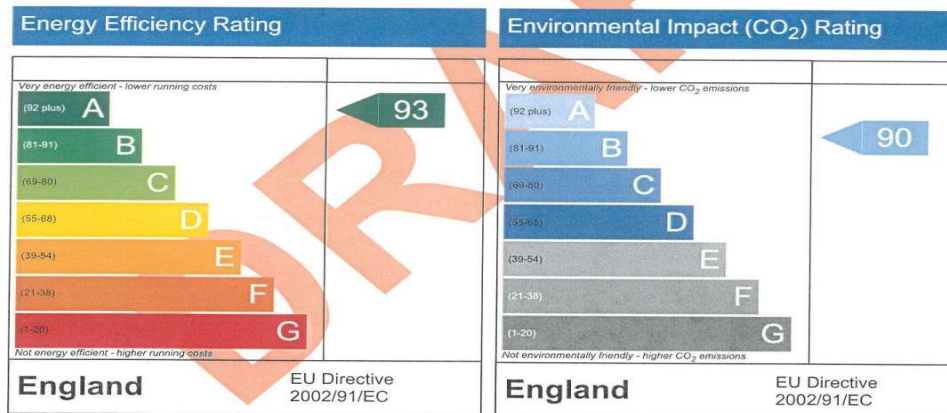 Energy Efficiency Rating
Very energy efficient - lower running costs
(92 plus) A
93
(81-91) B
(69-80) C
(55-68) D
(39-54) E
(21-38) F
(1-20) G
Not energy efficient - higher running costs
England
EU Directive
2002/91/EC
Environmental Impact (CO₂) Rating
Very environmentally friendly - lower CO₂ emissions
(92 plus) A
(81-91) B
90
(69-80) C
(55-68) D
(39-54) E
(21-38) F
(1-20) G
Not environmentally friendly - higher CO₂ emissions
England
EU Directive
2002/91/EC